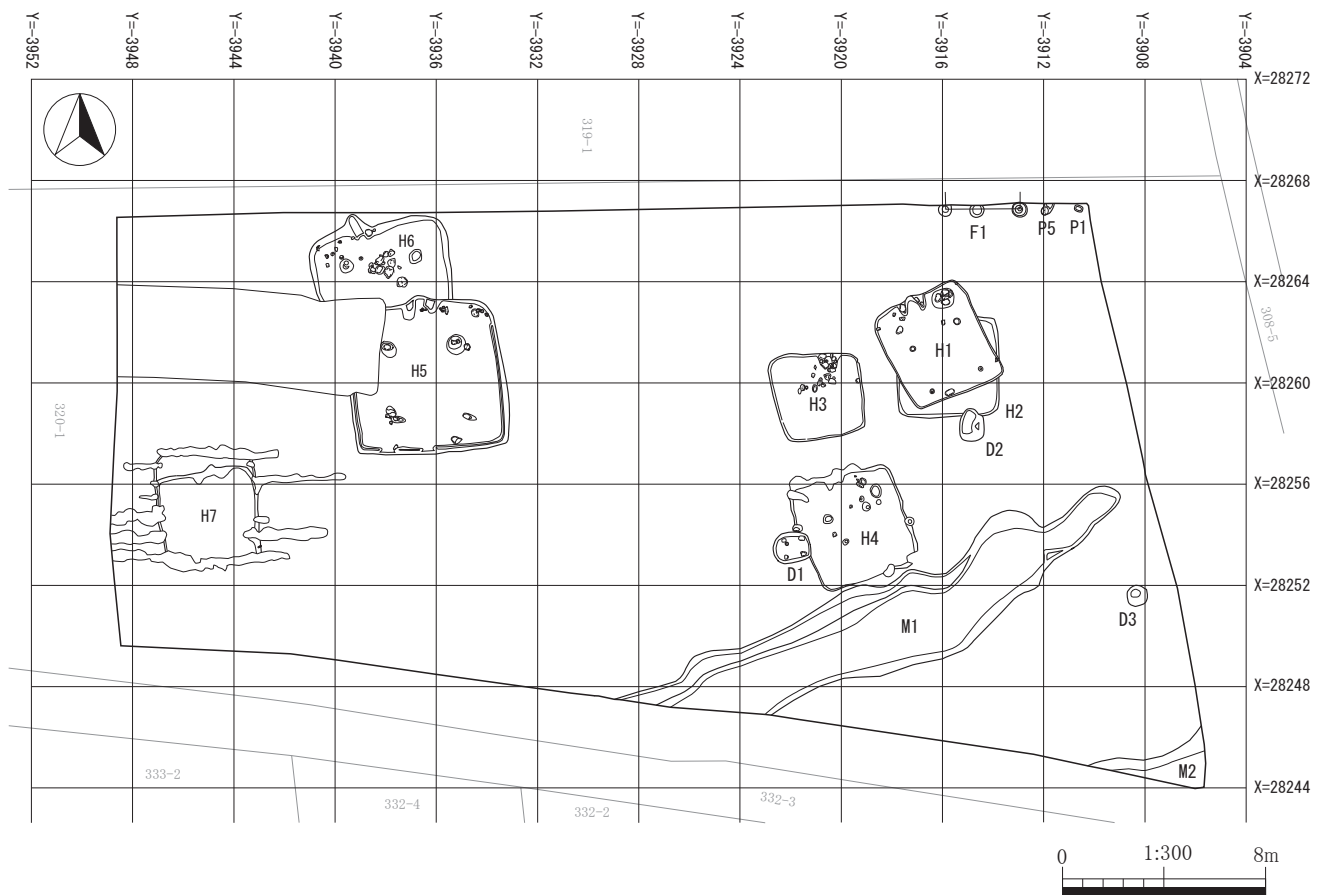 Y=-3952
Y=-3948
Y=-3944
Y=-3940
Y=-3936
Y=-3932
Y=-3928
Y=-3924
Y=-3920
Y=-3916
Y=-3912
Y=-3908
Y=-3904
X=28272
319-1
X=28268
H6
F1
P5
P1
X=28264
308-5
H1
H5
X=28260
H3
H2
320-1
D2
X=28256
H7
H4
D1
X=28252
D3
M1
X=28248
M2
333-2
X=28244
332-4
332-2
332-3
0 1:300 8m